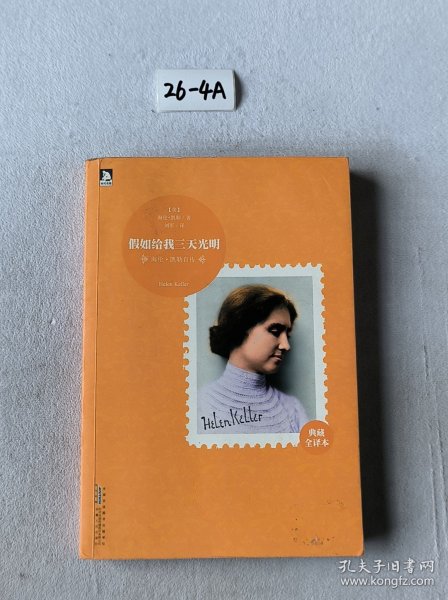 26-4A
【美】
海伦·凯勒/著
假如给我三天光明
海伦·凯勒自传
Helen Keller
Helen Keller
典藏
全译本
孔夫子旧书网
www.kongfz.com